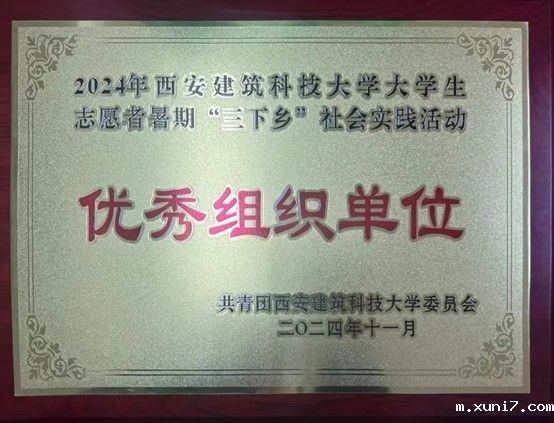 2024年西安建筑科技大学大学生
志愿者暑期“三下乡”社会实践活动
优秀组织单位
共青团西安建筑科技大学委员会
二〇二四年十一月
m.xuni7.com